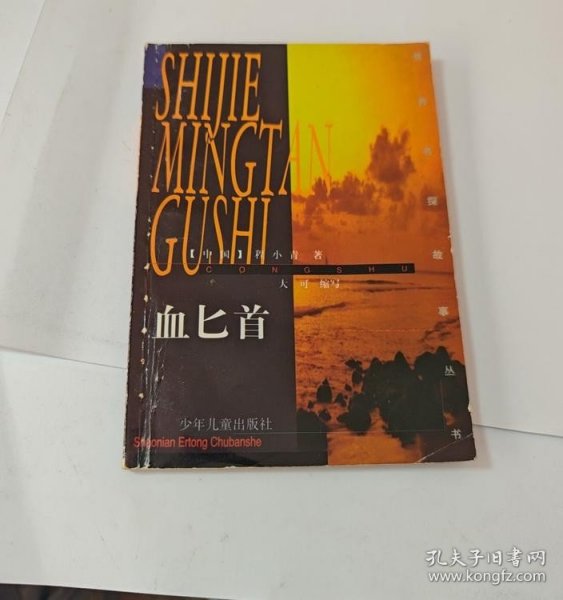 SHIJIE
MINGTAN
GUSHI
【中国】程小青 著
CONGSHU
大可 缩写
血匕首
少年儿童出版社
Shaonian Ertong Chubanshe
世界名探故事丛书
孔夫子旧书网
www.kongfz.com